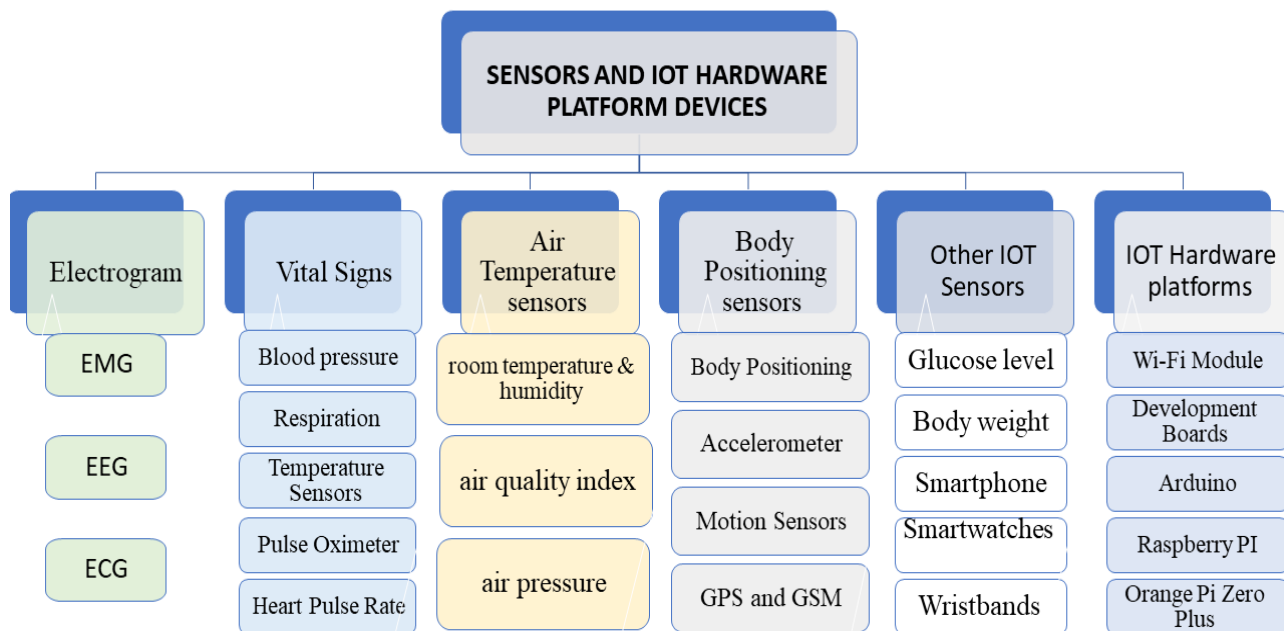 SENSORS AND IOT HARDWARE
PLATFORM DEVICES
Electrogram
EMG
EEG
ECG
Vital Signs
Blood pressure
Respiration
Temperature
Sensors
Pulse Oximeter
Heart Pulse Rate
Air
Temperature
sensors
room temperature &
humidity
air quality index
air pressure
Body
Positioning
sensors
Body Positioning
Accelerometer
Motion Sensors
GPS and GSM
Other IOT
Sensors
Glucose level
Body weight
Smartphone
Smartwatches
Wristbands
IOT Hardware
platforms
Wi-Fi Module
Development
Boards
Arduino
Raspberry PI
Orange Pi Zero
Plus